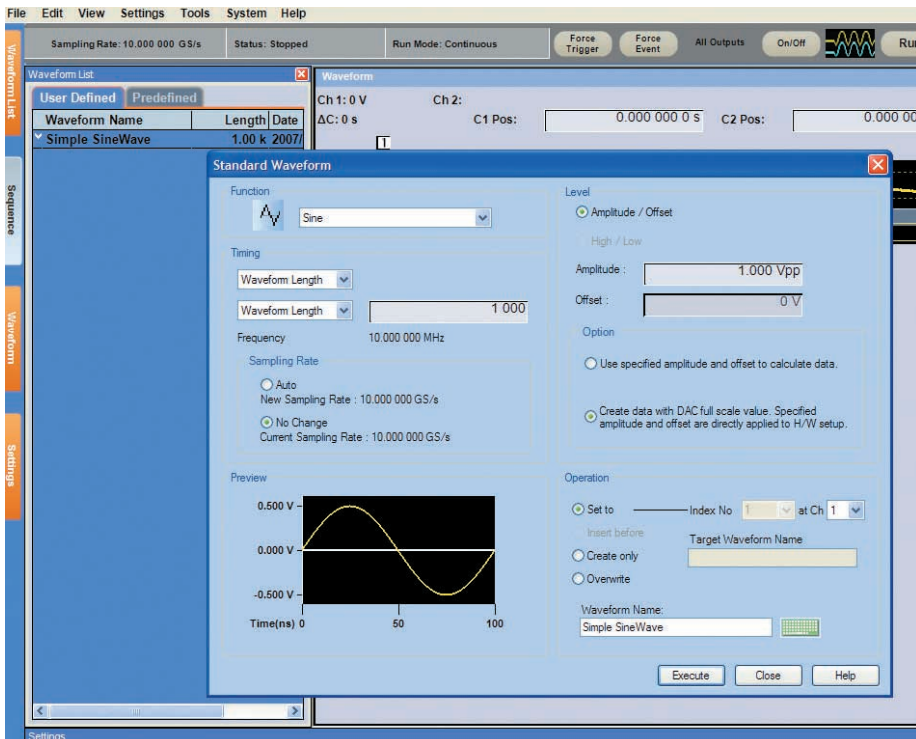 File Edit View Settings Tools System Help
Sampling Rate: 10.000 000 GS/s Status: Stopped Run Mode: Continuous Force Trigger Force Event All Outputs On/Off
Waveform List
Sequence
Waveform
Settings
Waveform List
User Defined Predefined
Waveform Name Length Date
Simple SineWave 1.00 k 2007/
Waveform
Ch 1: 0 V Ch 2:
ΔC: 0 s C1 Pos: 0.000 000 0 S C2 Pos: 0.000 00
1
Standard Waveform
Function
Sine
Timing
Waveform Length
Waveform Length 1 000
Frequency 10.000 000 MHz
Sampling Rate
Auto
New Sampling Rate : 10.000 000 GS/s
No Change
Current Sampling Rate : 10.000 000 GS/s
Preview
0.500 V
0.000 V
-0.500 V
Time(ns) 0 50 100
Level
Amplitude / Offset
High / Low
Amplitude : 1.000 Vpp
Offset : 0 V
Option
Use specified amplitude and offset to calculate data.
Create data with DAC full scale value. Specified
amplitude and offset are directly applied to H/W setup.
Operation
Set to Index No 1 at Ch 1
Insert before Target Waveform Name
Create only
Overwrite
Waveform Name:
Simple SineWave
Execute Close Help
Settings